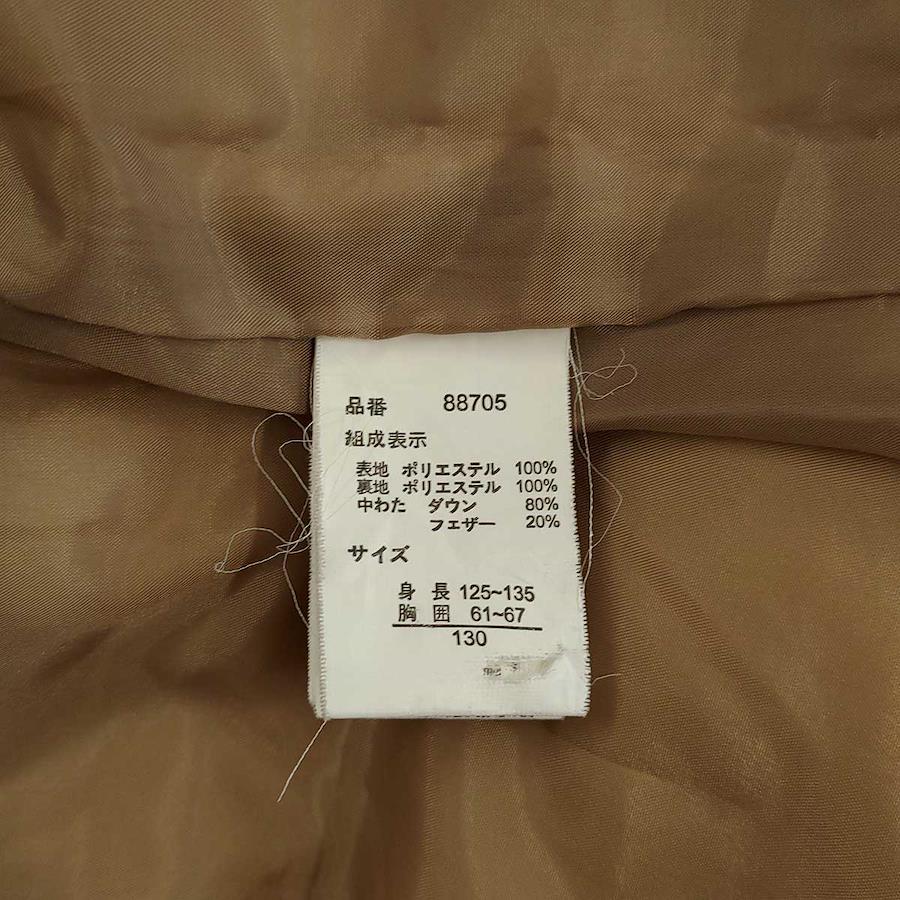 品番 88705
組成表示
表地 ポリエステル 100%
裏地 ポリエステル 100%
中わた ダウン 80%
フェザー 20%
サイズ
身長 125~135
胸囲 61~67
130